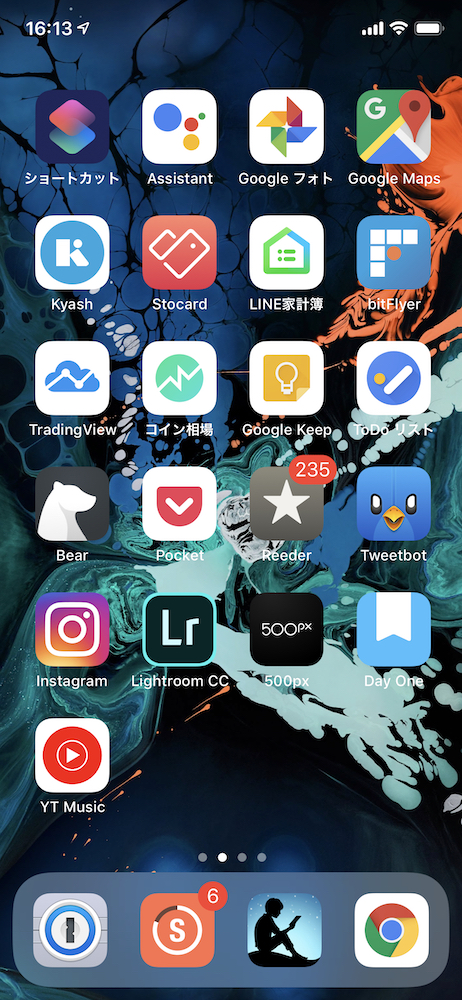 16:13
G
ショートカット Assistant Google フォト Google Maps
K
Kyash Stocard LINE家計簿 bitFlyer
TradingView コイン相場 Google Keep ToDo リスト
235
Bear Pocket Reeder Tweetbot
Lr 500px
Instagram Lightroom CC 500px Day One
YT Music
6
S